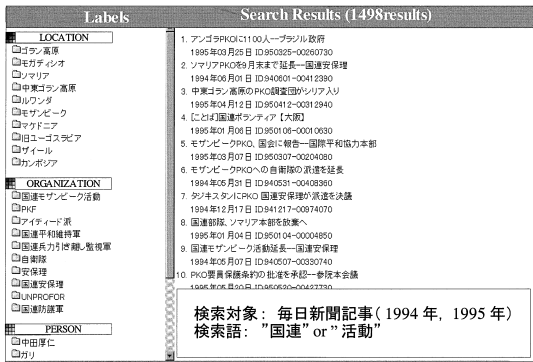 Labels
LOCATION
ゴラン高原
モガディシオ
ソマリア
中東ゴラン高原
ルワンダ
モザンビーク
マケドニア
旧ユーゴスラビア
ザイール
カンボジア
ORGANIZATION
国連モザンビーク活動
PKF
アイディード派
国連平和維持軍
国連兵力引き離し監視軍
自衛隊
安保理
国連安保理
UNPROFOR
国連防護軍
PERSON
中田厚仁
ガリ
Search Results (1498results)
1. アンゴラPKOに1100人--ブラジル政府
1995年03月25日 ID:950325-00260730
2. ソマリアPKOを9月末まで延長--国連安保理
1994年06月01日 ID:940601-00412390
3. 中東ゴラン高原のPKO調査団がシリア入り
1995年04月12日 ID:950412-00312940
4. [ことば]国連ボランティア 【大阪】
1995年01月06日 ID:950106-00010630
5. モザンビークPKO、国会に報告--国際平和協力本部
1995年03月07日 ID:950307-00204080
6. モザンビークPKOへの自衛隊の派遣を延長
1994年05月31日 ID:940531-00408360
7. タジキスタンにPKO 国連安保理が派遣を決議
1994年12月17日 ID:941217-00974070
8. 国連部隊、ソマリア本部を放棄へ
1995年01月04日 ID:950104-00004850
9. 国連モザンビーク活動延長--国連安保理
1994年05月07日 ID:940507-00330740
10. PKO要員保護条約の批准を承認--参院本会議
1995年05月20日 ID:950520-00427730
検索対象: 毎日新聞記事(1994年, 1995年)
検索語: "国連" or "活動"